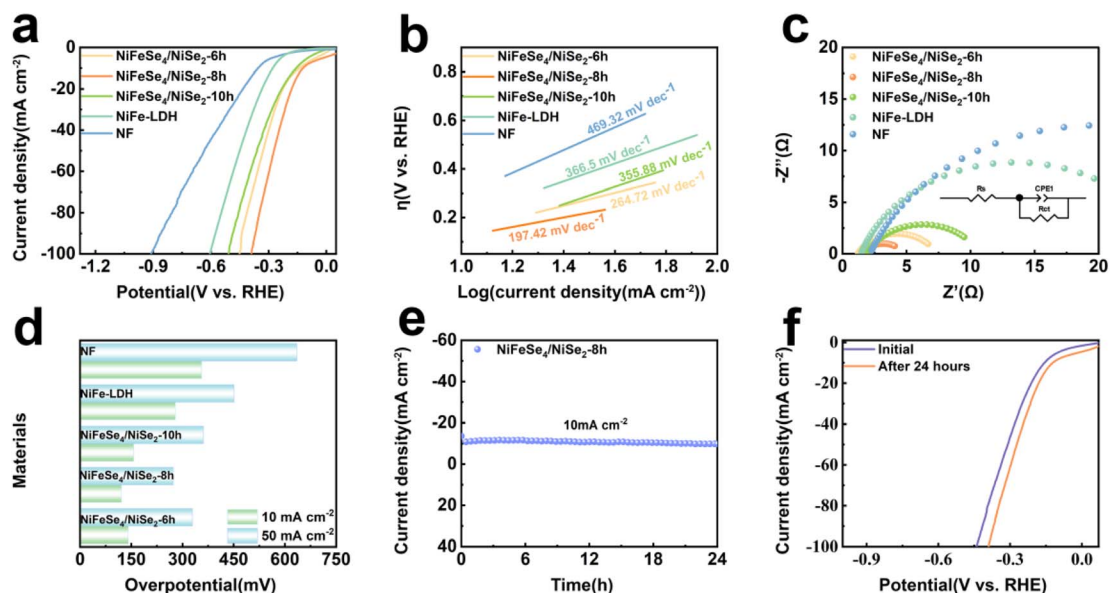 a
NiFeSe₄/NiSe₂-6h
NiFeSe₄/NiSe₂-8h
NiFeSe₄/NiSe₂-10h
NiFe-LDH
NF
0
-20
-40
-60
-80
-100
-1.2
-0.9
-0.6
-0.3
0.0
Current density(mA cm⁻²)
Potential(V vs. RHE)
b
NiFeSe₄/NiSe₂-6h
NiFeSe₄/NiSe₂-8h
NiFeSe₄/NiSe₂-10h
NiFe-LDH
NF
469.32 mV dec⁻¹
366.5 mV dec⁻¹
355.88 mV dec⁻¹
264.72 mV dec⁻¹
197.42 mV dec⁻¹
0.8
0.6
0.4
0.2
1.0
1.2
1.4
1.6
1.8
2.0
η(V vs. RHE)
Log(current density(mA cm⁻²))
c
NiFeSe₄/NiSe₂-6h
NiFeSe₄/NiSe₂-8h
NiFeSe₄/NiSe₂-10h
NiFe-LDH
NF
Rs
CPE1
Rct
20
15
10
5
0
0
5
10
15
20
-Z''(Ω)
Z'(Ω)
d
NF
NiFe-LDH
NiFeSe₄/NiSe₂-10h
NiFeSe₄/NiSe₂-8h
NiFeSe₄/NiSe₂-6h
10 mA cm⁻²
50 mA cm⁻²
0
150
300
450
600
750
Materials
Overpotential(mV)
e
NiFeSe₄/NiSe₂-8h
10mA cm⁻²
-60
-40
-20
0
20
40
0
6
12
18
24
Current density(mA cm⁻²)
Time(h)
f
Initial
After 24 hours
0
-20
-40
-60
-80
-100
-0.9
-0.6
-0.3
0.0
Current density(mA cm⁻²)
Potential(V vs. RHE)